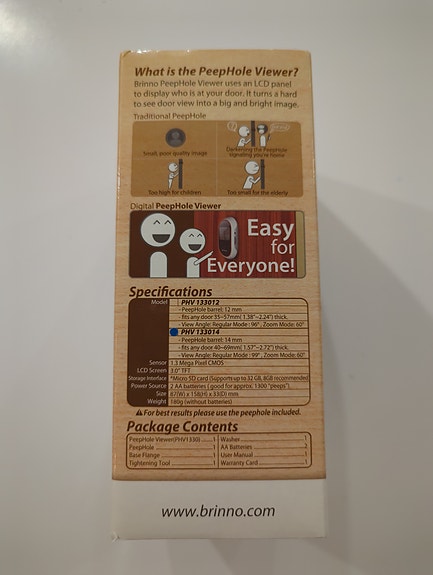 What is the PeepHole Viewer?
Brinno PeepHole Viewer uses an LCD panel
to display who is at your door. It turns a hard
to see door view into a big and bright image.
Traditional PeepHole
Small, poor quality image
Darkening the PeepHole
signaling you're home
Too high for children
Too small for the elderly
Digital PeepHole Viewer
Easy
for
Everyone!
Specifications
Model PHV 133012
- PeepHole barrel: 12 mm
- fits any door 35~57mm( 1.38"~2.24") thick.
- View Angle: Regular Mode : 96° , Zoom Mode: 60°
PHV 133014
- PeepHole barrel: 14 mm
- fits any door 40~69mm( 1.57"~2.72") thick.
- View Angle: Regular Mode : 99° , Zoom Mode: 60°
Sensor 1.3 Mega Pixel CMOS
LCD Screen 3.0" TFT
Storage Interface *Micro SD card (Supports up to 32 GB, 8GB recommended)
Power Source 2 AA batteries ( good for approx. 1300 "peeps")
Size 87(W) x 158(H) x 33(D) mm
Weight 180g (without batteries)
For best results please use the peephole included.
Package Contents
PeepHole Viewer(PHV1330) ........1 Washer ........1
PeepHole ........1 AA Batteries ........2
Base Flange ........1 User Manual ........1
Tightening Tool ........1 Warranty Card ........1
www.brinno.com